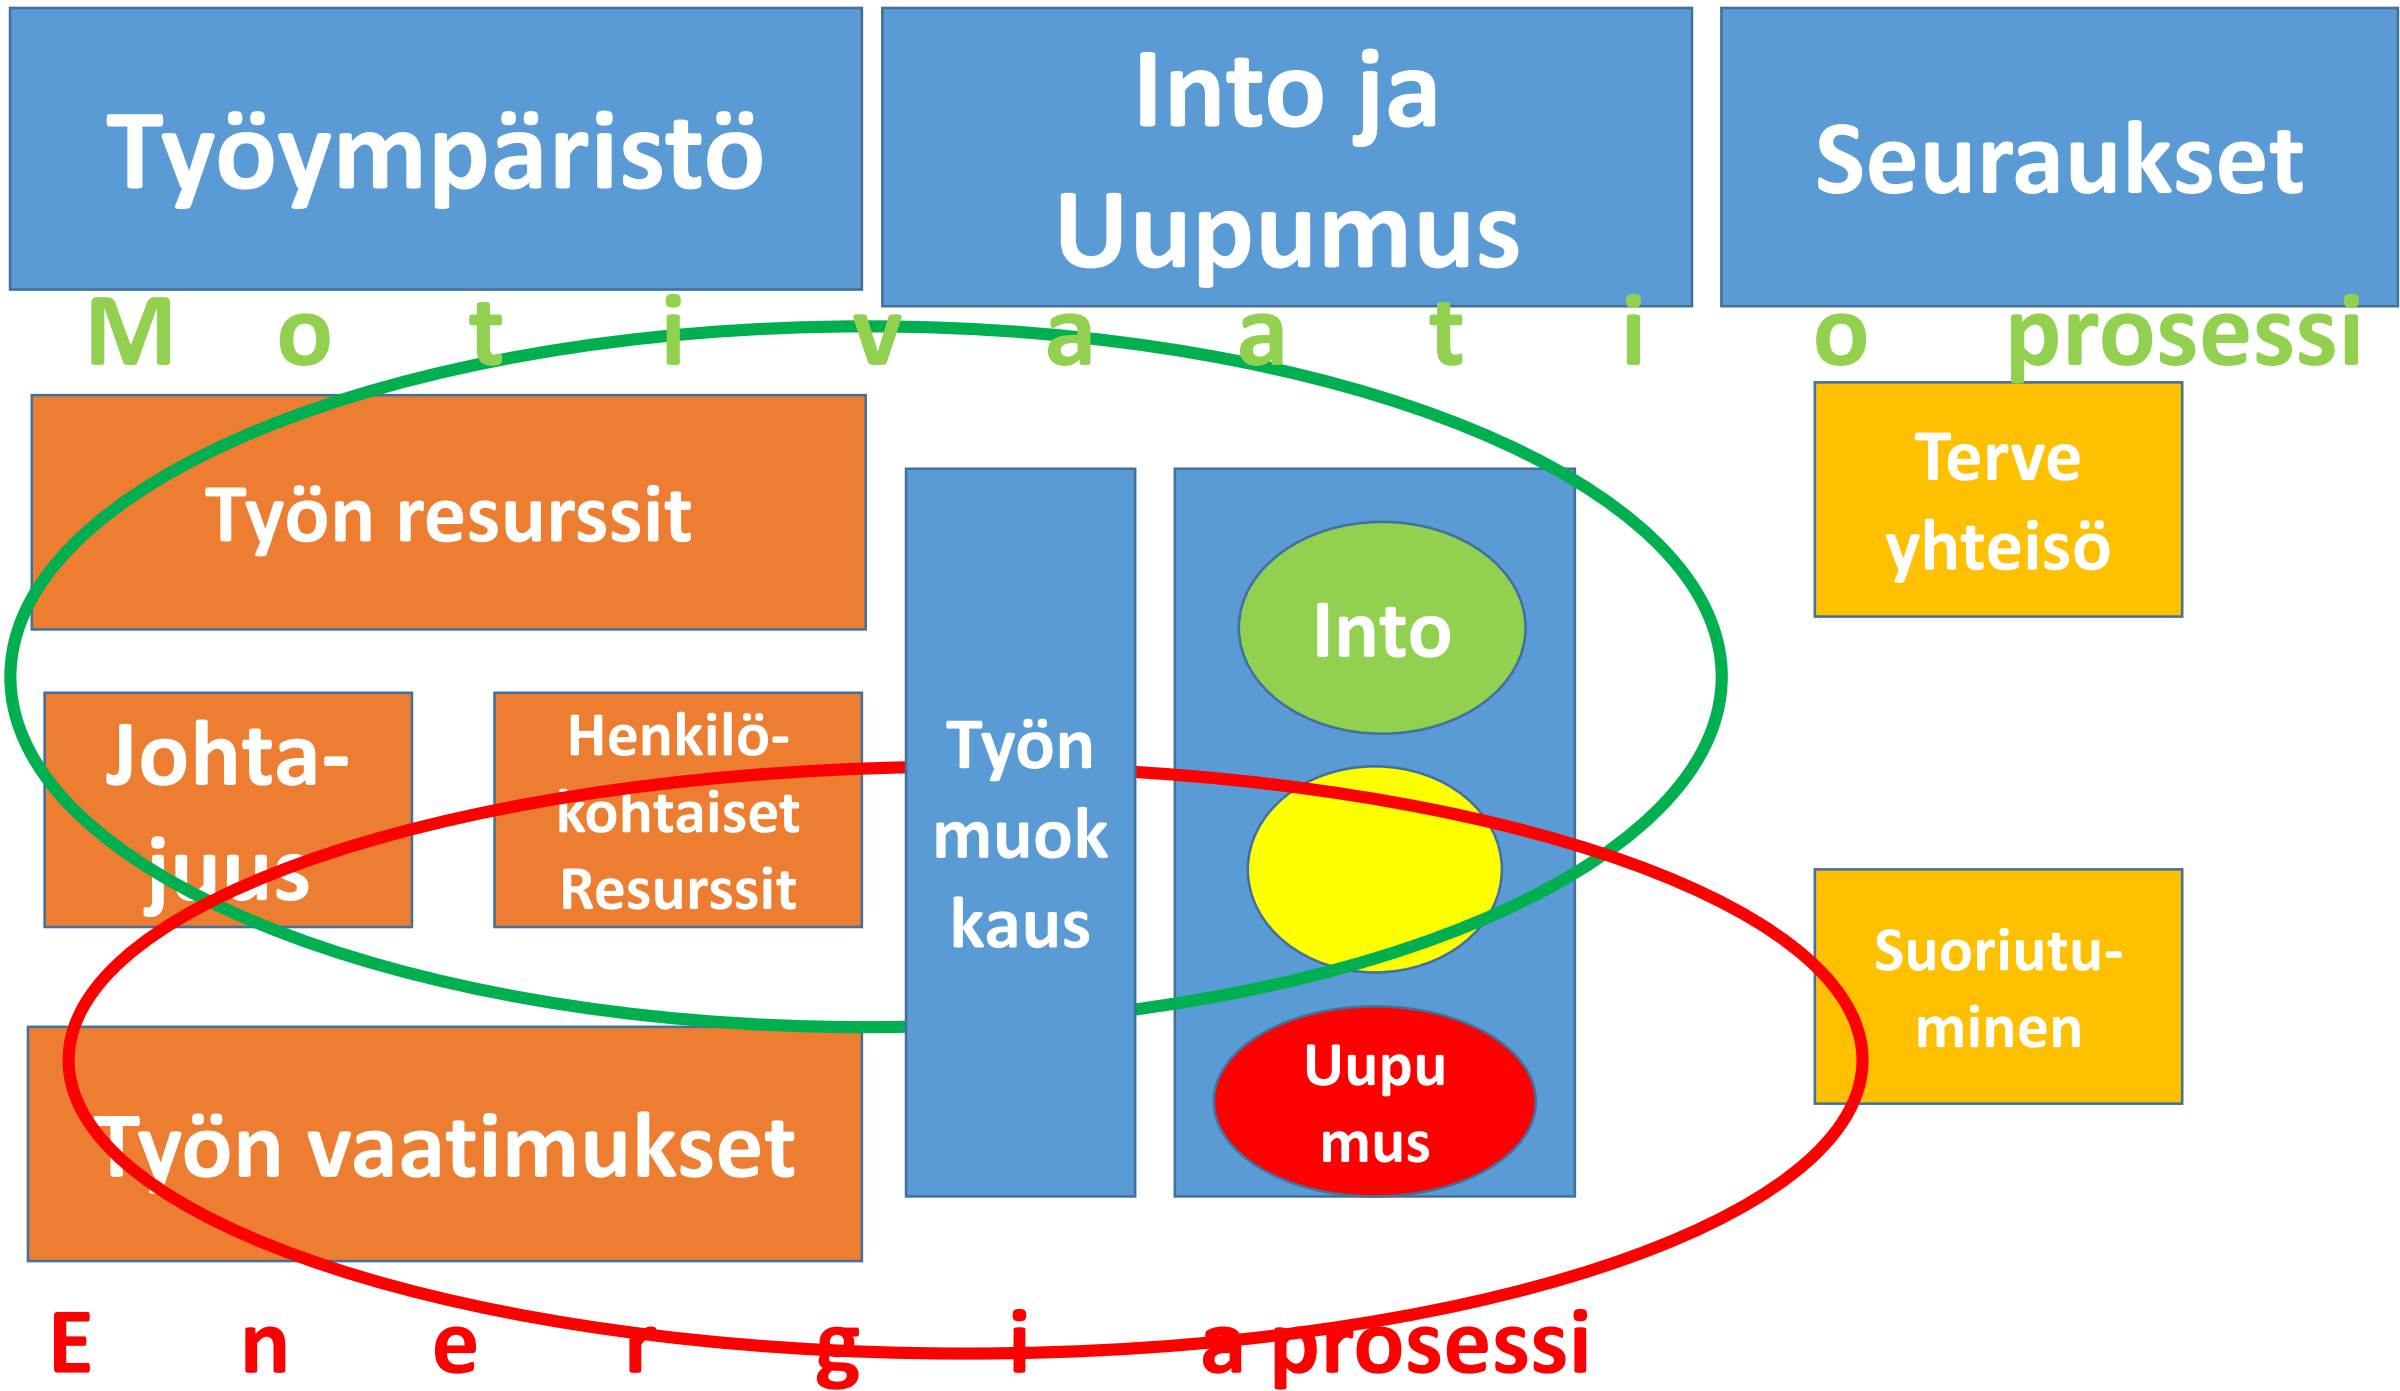 Työympäristö
Into ja
Uupumus
Seuraukset
M o t i v a a t i o prosessi
Työn resurssit
Terve
yhteisö
Into
Johta-
juus
Henkilö-
kohtaiset
Resurssit
Työn
muok
kaus
Suoriutu-
minen
Työn vaatimukset
Uupu
mus
E n e r g i a prosessi